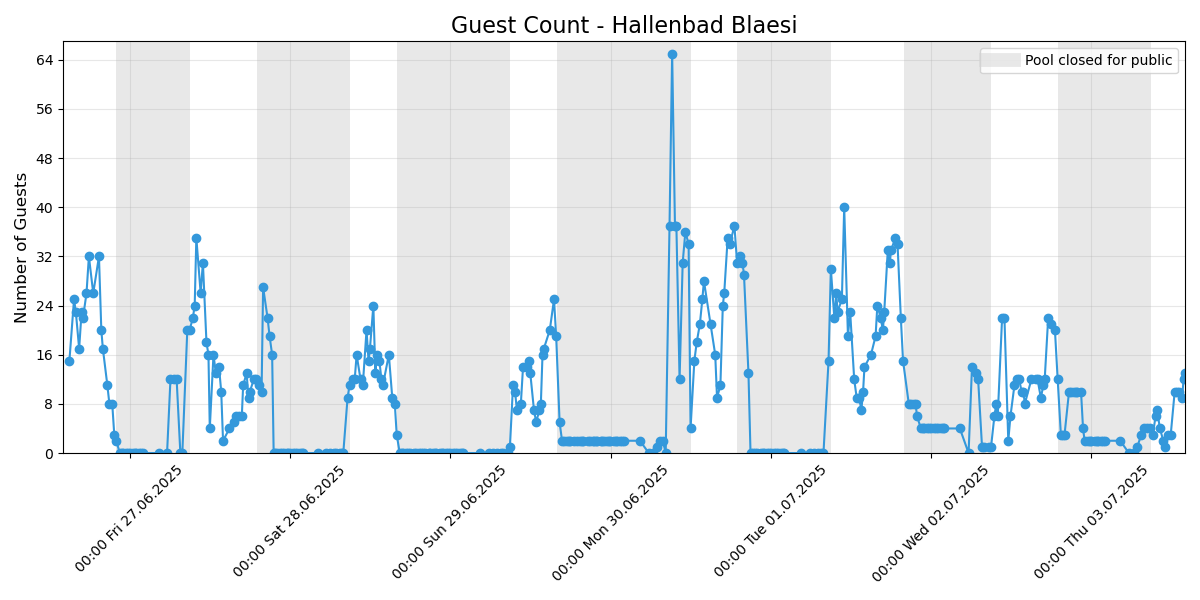 Guest Count - Hallenbad Blaesi
Pool closed for public
Number of Guests
64
56
48
40
32
24
16
8
0
00:00 Fri 27.06.2025
00:00 Sat 28.06.2025
00:00 Sun 29.06.2025
00:00 Mon 30.06.2025
00:00 Tue 01.07.2025
00:00 Wed 02.07.2025
00:00 Thu 03.07.2025